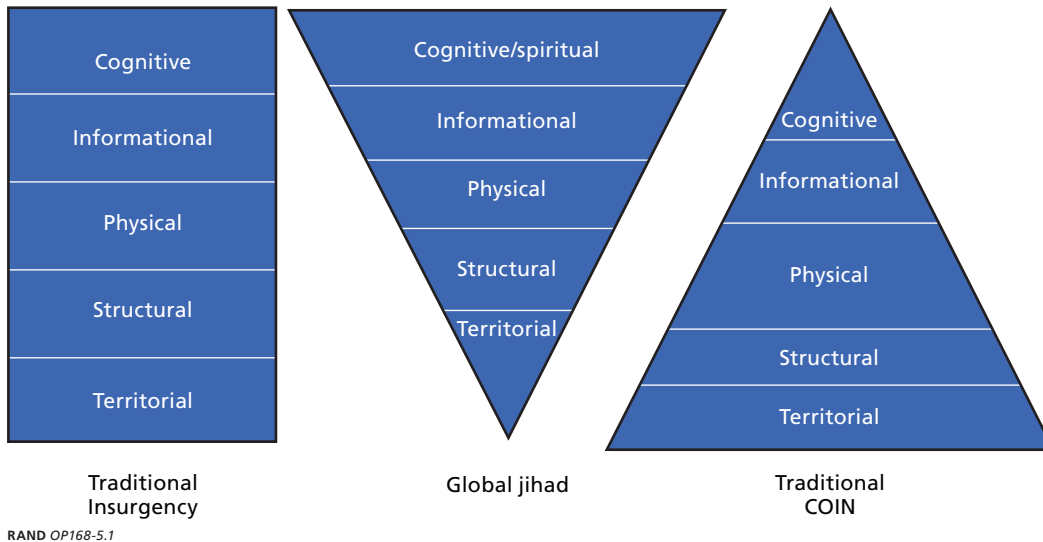 Cognitive
Informational
Physical
Structural
Territorial
Traditional
Insurgency
Cognitive/spiritual
Informational
Physical
Structural
Territorial
Global jihad
Cognitive
Informational
Physical
Structural
Territorial
Traditional
COIN
RAND OP168-5.1